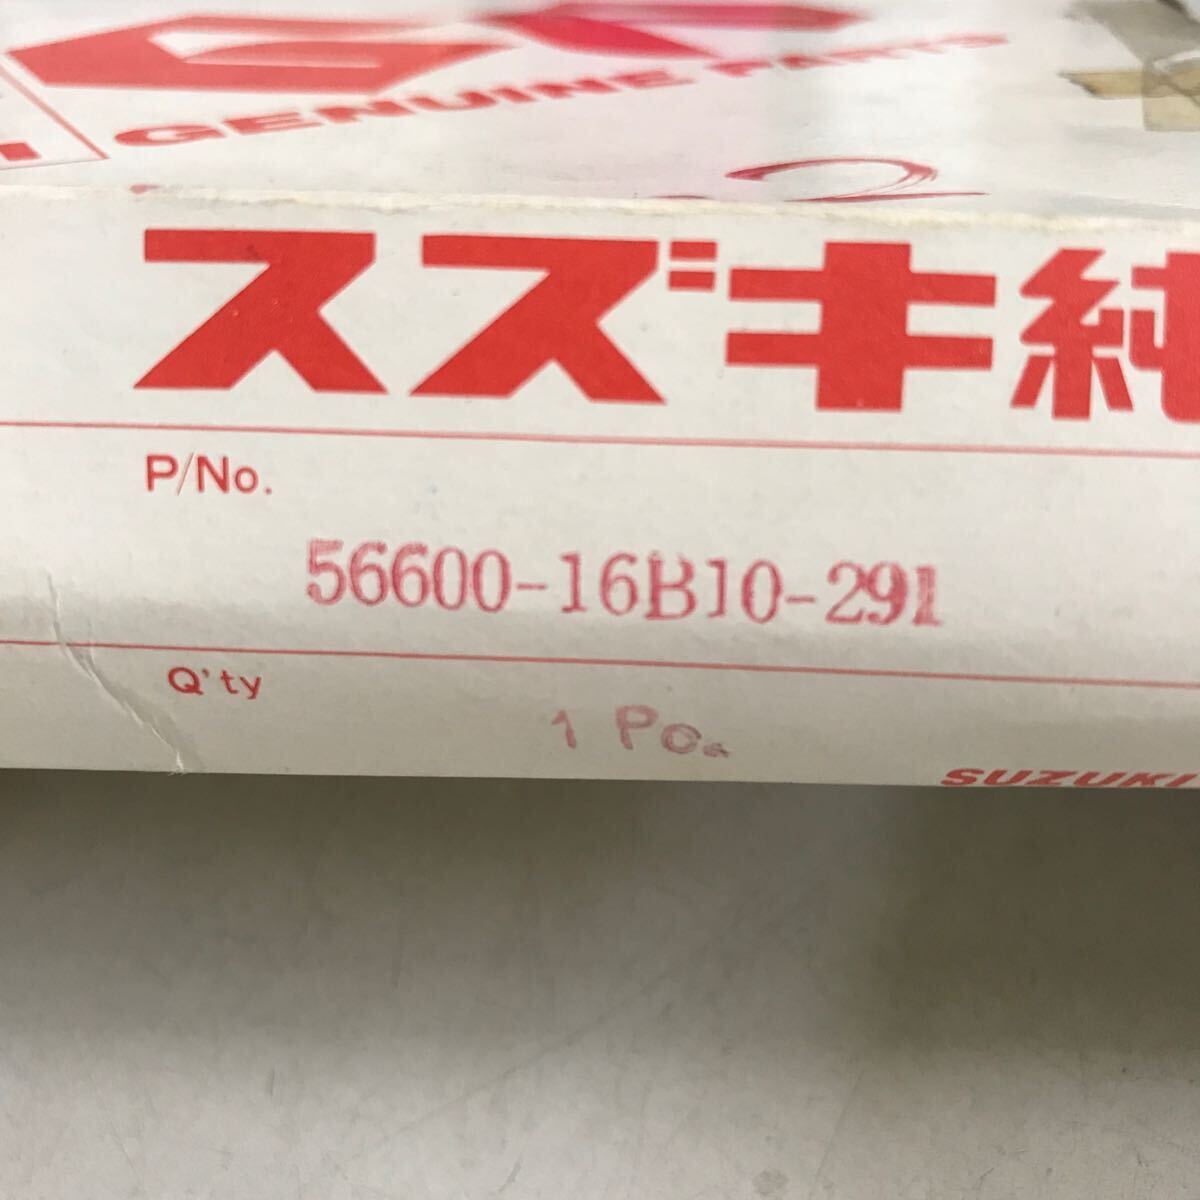 GENUINE PARTS
スズキ純
P/No.
56600-16B10-291
Q'ty
1 Pc.
SUZUKI